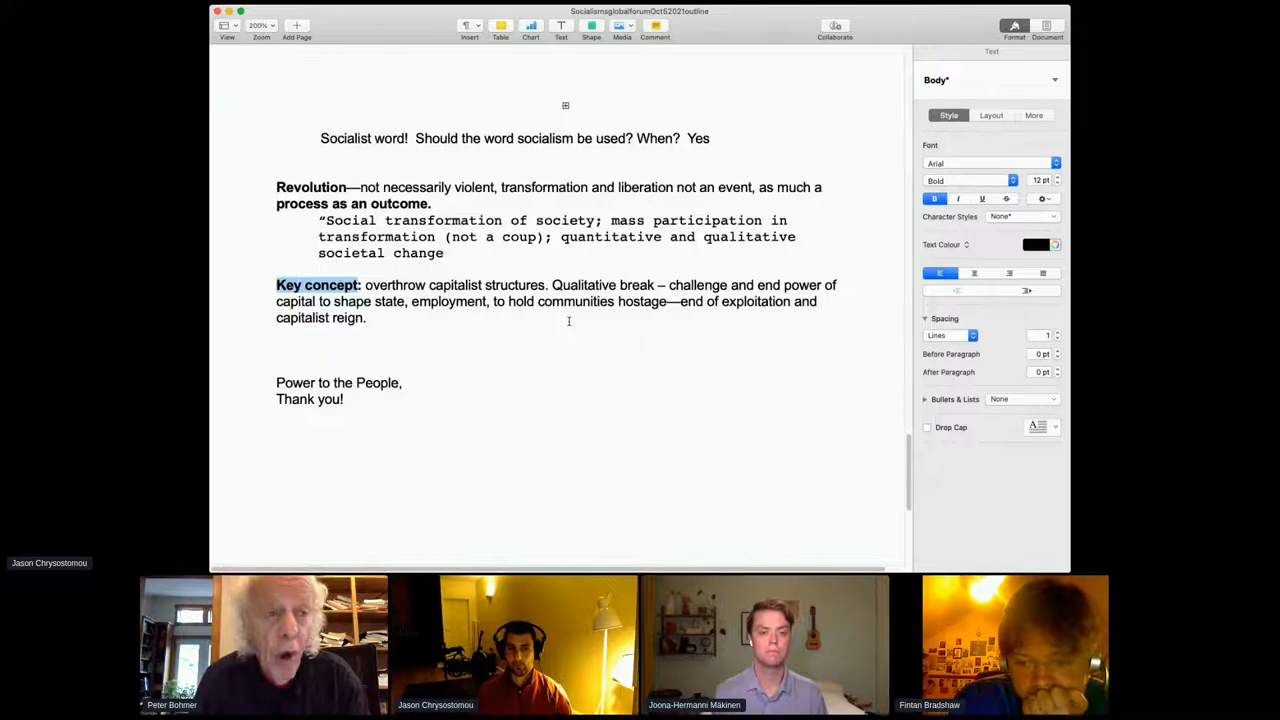 SocialismsglobalforumOct52021outline
200%
View
Zoom
Add Page
Insert
Table
Chart
Text
Shape
Media
Comment
Collaborate
Format
Document
Text
Body*
Style
Layout
More
Font
Arial
Bold
12 pt
B I U S
Character Styles
None*
Text Colour
Spacing
Lines
1
Before Paragraph
0 pt
After Paragraph
0 pt
Bullets & Lists
None
Drop Cap
Socialist word! Should the word socialism be used? When? Yes
Revolution—not necessarily violent, transformation and liberation not an event, as much a
process as an outcome.
“Social transformation of society; mass participation in
transformation (not a coup); quantitative and qualitative
societal change
Key concept: overthrow capitalist structures. Qualitative break – challenge and end power of
capital to shape state, employment, to hold communities hostage—end of exploitation and
capitalist reign.
Power to the People,
Thank you!
Jason Chrysostomou
Peter Bohmer
Jason Chrysostomou
Joona-Hermanni Mäkinen
Fintan Bradshaw